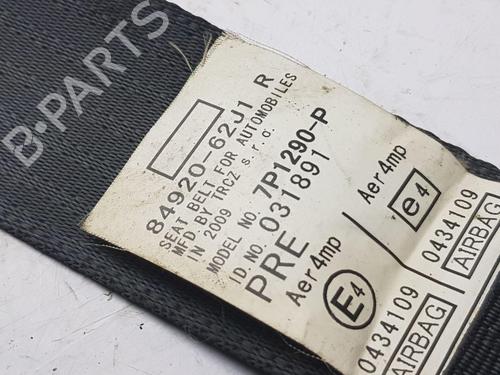 B-PARTS
84920-62J1 R
SEAT BELT FOR AUTOMOBILES
MFD.BY TRCZ s.r.o.
IN 2009
MODEL NO. 7P1290-P
ID NO. 031891
PRE
Aer4mp
Aer4mp
E4
e4
0434109
0434109
AIRBAG
AIRBAG